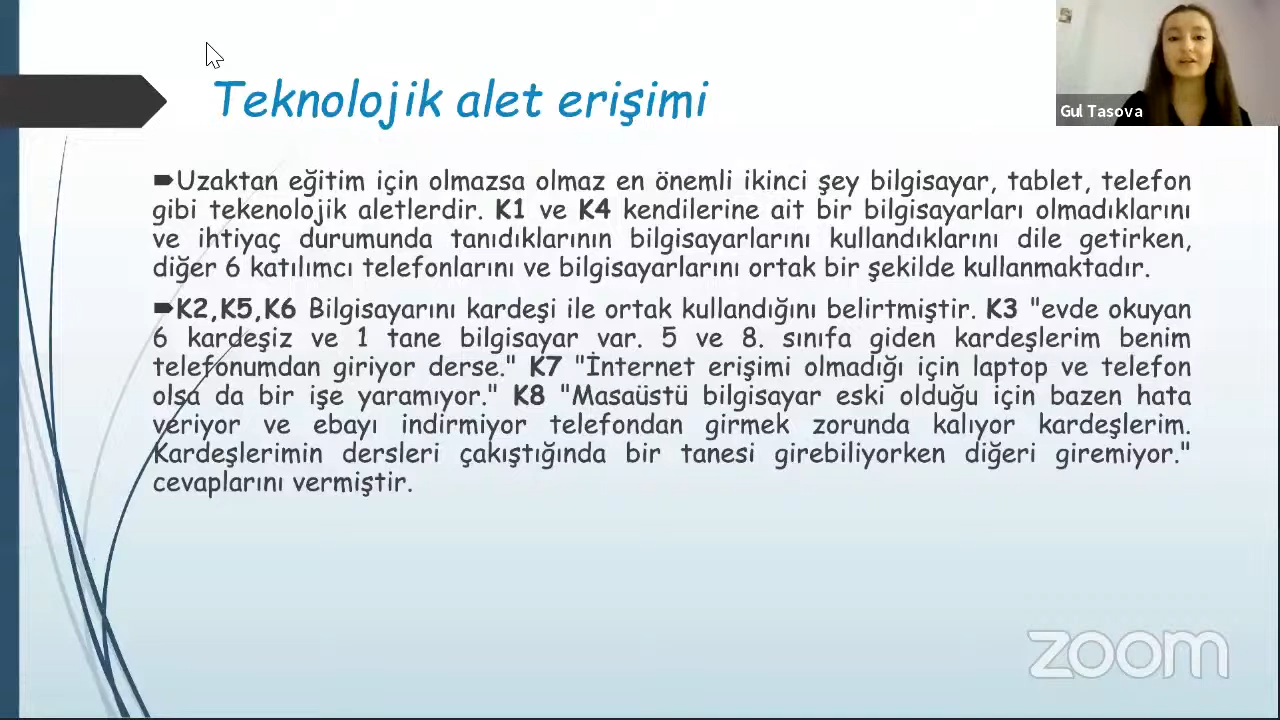 Teknolojik alet erişimi
Gul Tasova
Uzaktan eğitim için olmazsa olmaz en önemli ikinci şey bilgisayar, tablet, telefon
gibi tekenolojik aletlerdir. K1 ve K4 kendilerine ait bir bilgisayarları olmadıklarını
ve ihtiyaç durumunda tanıdıklarının bilgisayarlarını kullandıklarını dile getirken,
diğer 6 katılımcı telefonlarını ve bilgisayarlarını ortak bir şekilde kullanmaktadır.
K2,K5,K6 Bilgisayarını kardeşi ile ortak kullandığını belirtmiştir. K3 "evde okuyan
6 kardeşiz ve 1 tane bilgisayar var. 5 ve 8. sınıfa giden kardeşlerim benim
telefonumdan giriyor derse." K7 "İnternet erişimi olmadığı için laptop ve telefon
olsa da bir işe yaramıyor." K8 "Masaüstü bilgisayar eski olduğu için bazen hata
veriyor ve ebayı indirmiyor telefondan girmek zorunda kalıyor kardeşlerim.
Kardeşlerimin dersleri çakıştığında bir tanesi girebiliyorken diğeri giremiyor."
cevaplarını vermiştir.
zoom